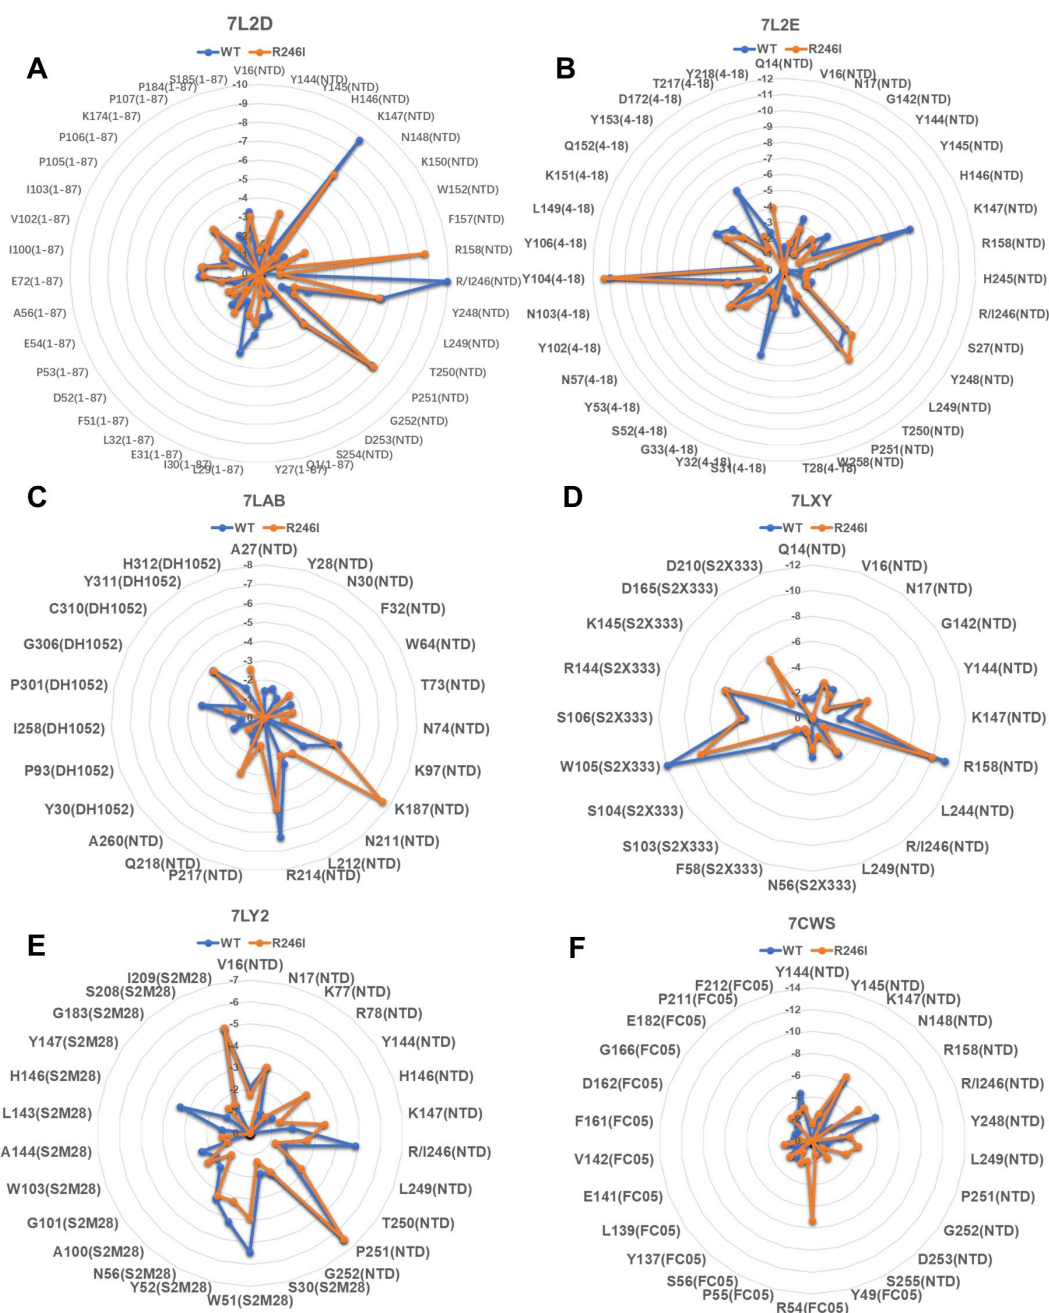 A
7L2D
WT R246I
V16(NTD)
Y144(NTD)
Y145(NTD)
H146(NTD)
K147(NTD)
N148(NTD)
K150(NTD)
W152(NTD)
F157(NTD)
R158(NTD)
R/I246(NTD)
Y248(NTD)
L249(NTD)
T250(NTD)
P251(NTD)
G252(NTD)
D253(NTD)
S254(NTD)
Q1(1-87)
Y27(1-87)
L29(1-87)
I30(1-87)
E31(1-87)
L32(1-87)
F51(1-87)
D52(1-87)
P53(1-87)
E54(1-87)
A56(1-87)
E72(1-87)
I100(1-87)
V102(1-87)
I103(1-87)
P105(1-87)
P106(1-87)
K174(1-87)
P107(1-87)
P184(1-87)
S185(1-87)
-10
-9
-8
-7
-6
-5
-4
-3
B
7L2E
WT R246I
Q14(NTD)
V16(NTD)
N17(NTD)
G142(NTD)
Y144(NTD)
Y145(NTD)
H146(NTD)
K147(NTD)
R158(NTD)
H245(NTD)
R/I246(NTD)
S27(NTD)
Y248(NTD)
L249(NTD)
T250(NTD)
P251(NTD)
W258(NTD)
T28(4-18)
S31(4-18)
Y32(4-18)
G33(4-18)
S52(4-18)
Y53(4-18)
N57(4-18)
Y102(4-18)
N103(4-18)
Y104(4-18)
Y106(4-18)
L149(4-18)
K151(4-18)
Q152(4-18)
Y153(4-18)
D172(4-18)
T217(4-18)
Y218(4-18)
-12
-11
-10
-9
-8
-7
-6
-5
-4
0
C
7LAB
WT R246I
A27(NTD)
Y28(NTD)
N30(NTD)
F32(NTD)
W64(NTD)
T73(NTD)
N74(NTD)
K97(NTD)
K187(NTD)
N211(NTD)
L212(NTD)
R214(NTD)
P217(NTD)
Q218(NTD)
A260(NTD)
Y30(DH1052)
P93(DH1052)
I258(DH1052)
P301(DH1052)
G306(DH1052)
C310(DH1052)
Y311(DH1052)
H312(DH1052)
-8
-7
-6
-5
-4
-3
-2
D
7LXY
WT R246I
Q14(NTD)
V16(NTD)
N17(NTD)
G142(NTD)
Y144(NTD)
K147(NTD)
R158(NTD)
L244(NTD)
R/I246(NTD)
L249(NTD)
N56(S2X333)
F58(S2X333)
S103(S2X333)
S104(S2X333)
W105(S2X333)
S106(S2X333)
R144(S2X333)
K145(S2X333)
D165(S2X333)
D210(S2X333)
-12
-10
-8
-6
-4
-2
0
E
7LY2
WT R246I
V16(NTD)
N17(NTD)
K77(NTD)
R78(NTD)
Y144(NTD)
H146(NTD)
K147(NTD)
R/I246(NTD)
L249(NTD)
T250(NTD)
P251(NTD)
G252(NTD)
S30(S2M28)
W51(S2M28)
Y52(S2M28)
N56(S2M28)
A100(S2M28)
G101(S2M28)
W103(S2M28)
A144(S2M28)
L143(S2M28)
H146(S2M28)
Y147(S2M28)
G183(S2M28)
S208(S2M28)
I209(S2M28)
-7
-6
-5
-4
-3
-2
F
7CWS
WT R246I
Y144(NTD)
Y145(NTD)
K147(NTD)
N148(NTD)
R158(NTD)
R/I246(NTD)
Y248(NTD)
L249(NTD)
P251(NTD)
G252(NTD)
D253(NTD)
S255(NTD)
Y49(FC05)
R54(FC05)
P55(FC05)
S56(FC05)
Y137(FC05)
L139(FC05)
E141(FC05)
V142(FC05)
F161(FC05)
D162(FC05)
G166(FC05)
E182(FC05)
P211(FC05)
F212(FC05)
-14
-12
-10
-8
-6
-4